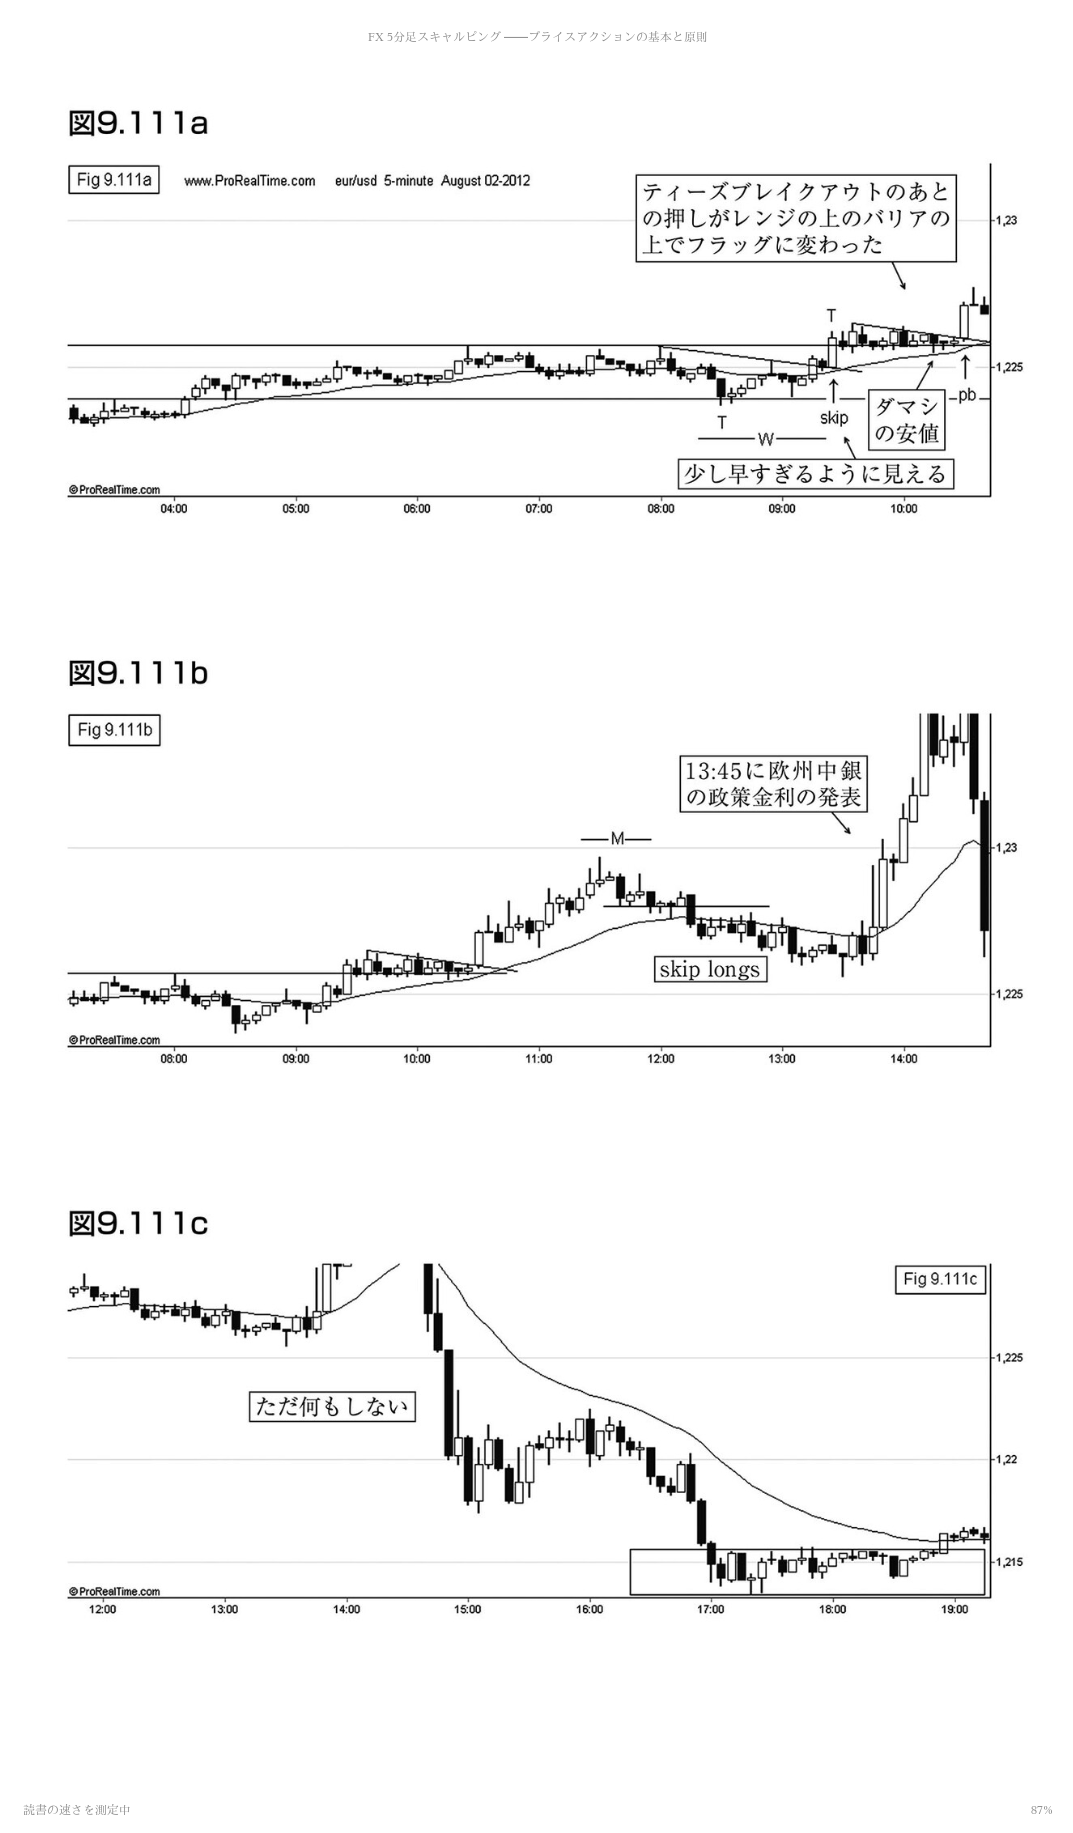 FX 5分足スキャルピング ――プライスアクションの基本と原則
図9.111a
Fig 9.111a
www.ProRealTime.com eur/usd 5-minute August 02-2012
ティーズブレイクアウトのあと
の押しがレンジの上のバリアの
上でフラッグに変わった
1,23
T
1,225
pb
ダマシ
の安値
skip
T
W
少し早すぎるように見える
©ProRealTime.com
04:00 05:00 06:00 07:00 08:00 09:00 10:00
図9.111b
Fig 9.111b
13:45に欧州中銀
の政策金利の発表
M
1,23
skip longs
1,225
©ProRealTime.com
08:00 09:00 10:00 11:00 12:00 13:00 14:00
図9.111c
Fig 9.111c
1,225
ただ何もしない
1,22
1,215
©ProRealTime.com
12:00 13:00 14:00 15:00 16:00 17:00 18:00 19:00
読書の速さを測定中
87%